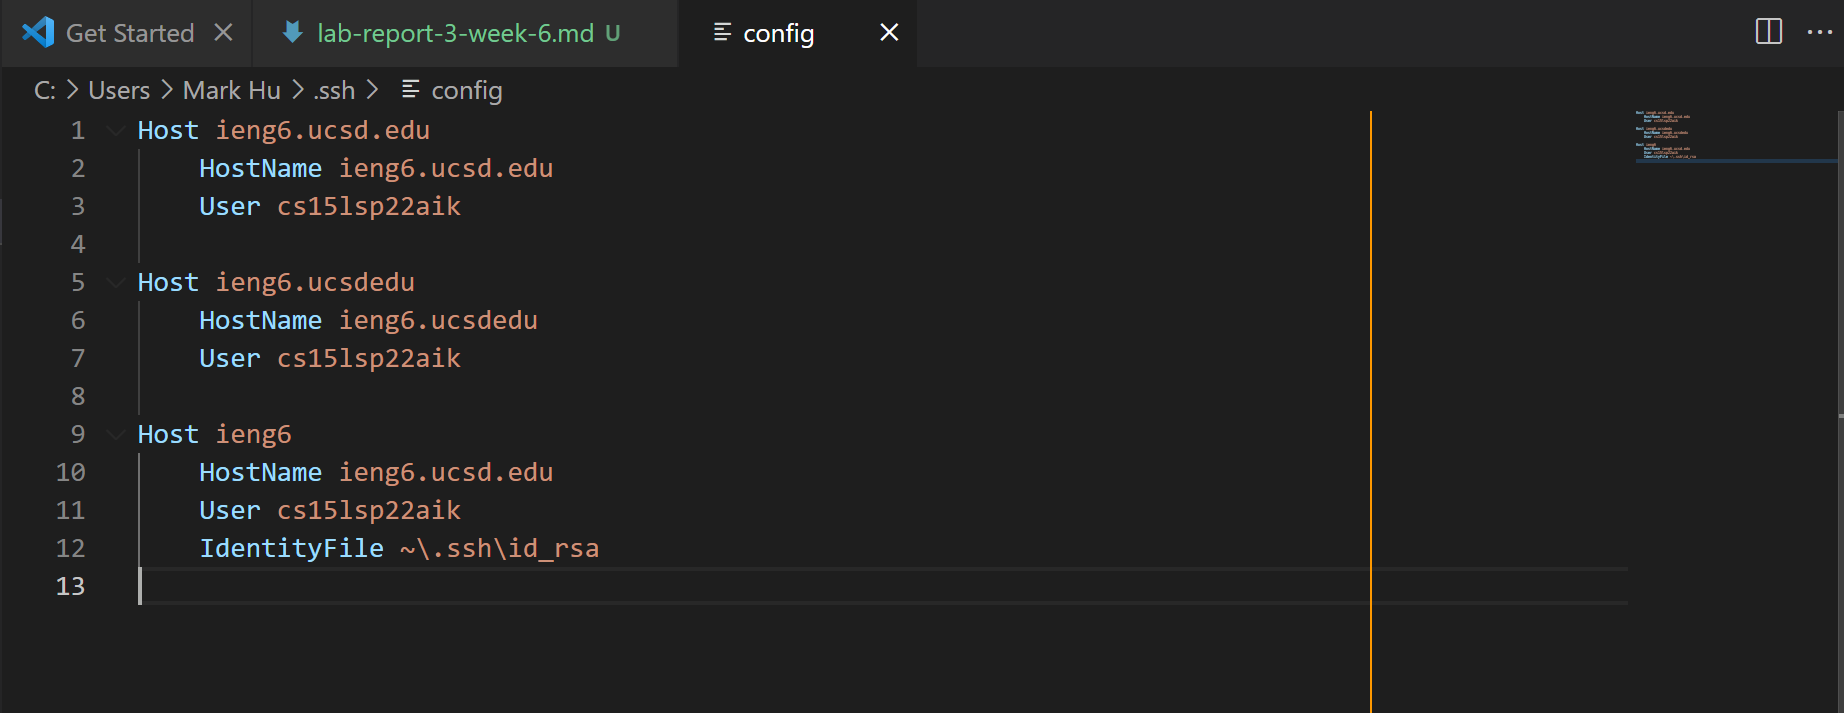 Get Started
lab-report-3-week-6.md U
config
C: > Users > Mark Hu > .ssh > config
1 Host ieng6.ucsd.edu
2 HostName ieng6.ucsd.edu
3 User cs15lsp22aik
4
5 Host ieng6.ucsdedu
6 HostName ieng6.ucsdedu
7 User cs15lsp22aik
8
9 Host ieng6
10 HostName ieng6.ucsd.edu
11 User cs15lsp22aik
12 IdentityFile ~\.ssh\id_rsa
13